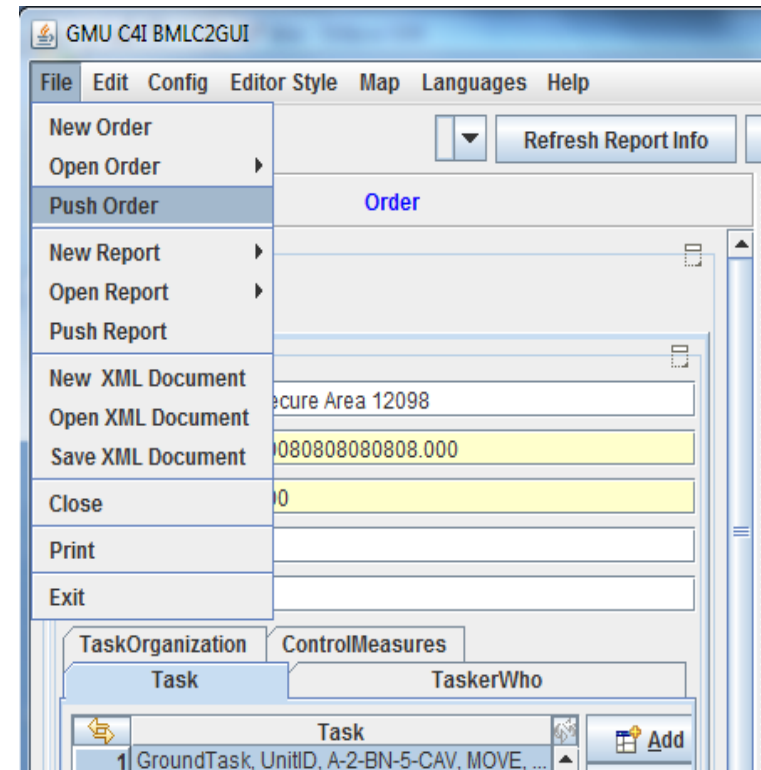 GMU C4I BMLC2GUI
File Edit Config Editor Style Map Languages Help
New Order
Refresh Report Info
Open Order
Push Order
Order
New Report
Open Report
Push Report
New XML Document
ecure Area 12098
Open XML Document
Save XML Document
0080808080808.000
Close
00
Print
Exit
TaskOrganization ControlMeasures
Task TaskerWho
Task
Add
1 GroundTask, UnitID, A-2-BN-5-CAV, MOVE, ...